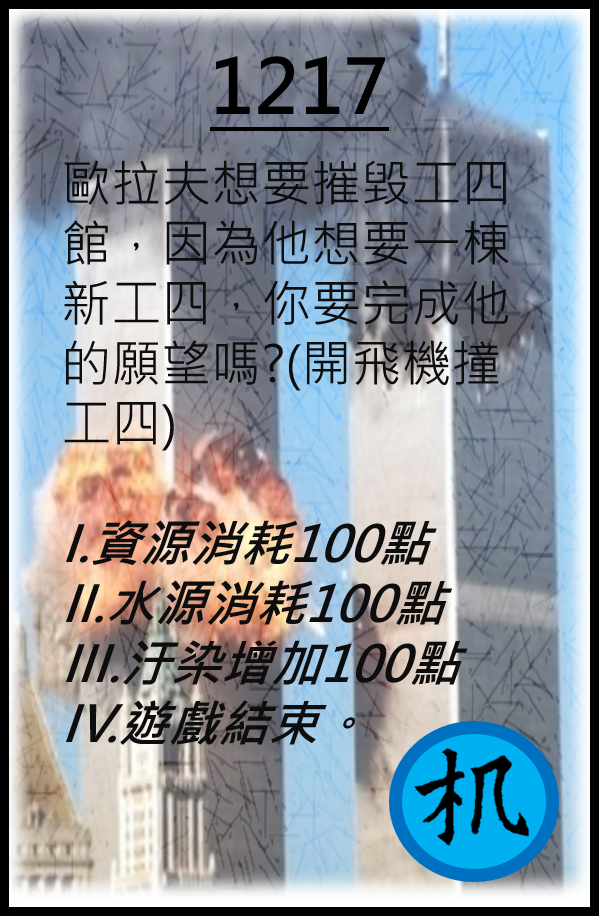 1217
歐拉夫想要摧毀工四
館，因為他想要一棟
新工四，你要完成他
的願望嗎?(開飛機撞
工四)
I.資源消耗100點
II.水源消耗100點
III.汙染增加100點
IV.遊戲結束。
机